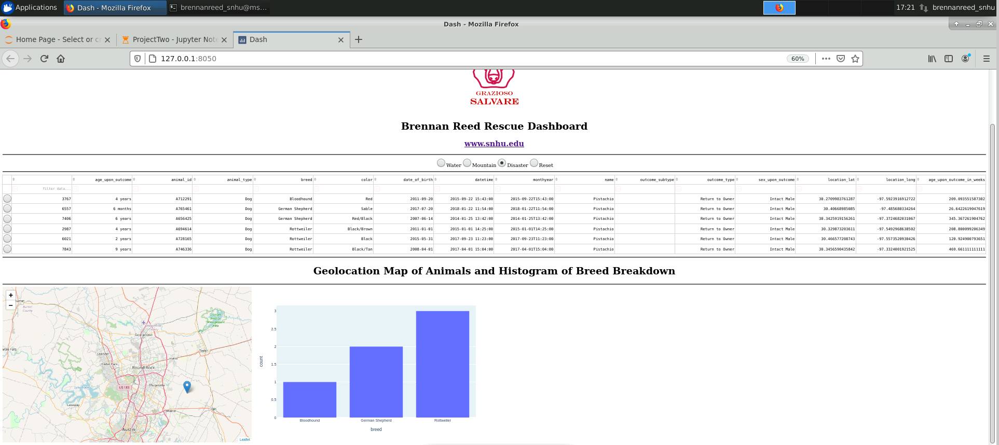 Applications Dash - Mozilla Firefox brennanreed_snhu@ms... 17:21 brennanreed_snhu
Dash - Mozilla Firefox
Home Page - Select or cr ProjectTwo - Jupyter Note Dash
127.0.0.1:8050 60%
GRAZIOSO
SALVARE
Brennan Reed Rescue Dashboard
www.snhu.edu
Water Mountain Disaster Reset
age_upon_outcome animal_id animal_type breed color date_of_birth datetime monthyear name outcome_subtype outcome_type sex_upon_outcome location_lat location_long age_upon_outcome_in_weeks
filter data...
3767 4 years A712291 Dog Bloodhound Red 2011-09-20 2015-09-22 15:43:00 2015-09-22T15:43:00 Pistachio Return to Owner Intact Male 30.2709983761287 -97.5923916912722 209.093551587302
6557 6 months A765461 Dog German Shepherd Sable 2017-07-20 2018-01-22 11:54:00 2018-01-22T11:54:00 Pistachio Return to Owner Intact Male 30.40668985085 -97.485680334264 26.6422619047619
7406 6 years A656425 Dog German Shepherd Red/Black 2007-06-14 2014-01-25 13:42:00 2014-01-25T13:42:00 Pistachio Return to Owner Intact Male 30.3425919156261 -97.3724682031067 345.367261904762
2987 4 years A694614 Dog Rottweiler Black/Brown 2011-01-01 2015-01-01 14:25:00 2015-01-01T14:25:00 Pistachio Return to Owner Intact Male 30.329873203611 -97.5492968638502 208.800099206349
6021 2 years A728165 Dog Rottweiler Black 2015-05-31 2017-09-23 11:23:00 2017-09-23T11:23:00 Pistachio Return to Owner Intact Male 30.466577208743 -97.5573520930426 120.924900793651
7843 9 years A746336 Dog Rottweiler Black/Tan 2008-04-01 2017-04-01 15:04:00 2017-04-01T15:04:00 Pistachio Return to Owner Intact Male 30.3456590435842 -97.3324001921525 469.661111111111
Geolocation Map of Animals and Histogram of Breed Breakdown
+
−
Burnet
County
Williamson
County
Granger
Wildlife
Management
Area
Georgetown
Taylor
Leander
Hutto
Cedar Park
Round Rock
US 183
Pflugerville
Lake Travis
Lakeway
Manor
Elgin
Travis County
Austin
Leaflet
3
2.5
2
1.5
1
0.5
0
count
Bloodhound German Shepherd Rottweiler
breed